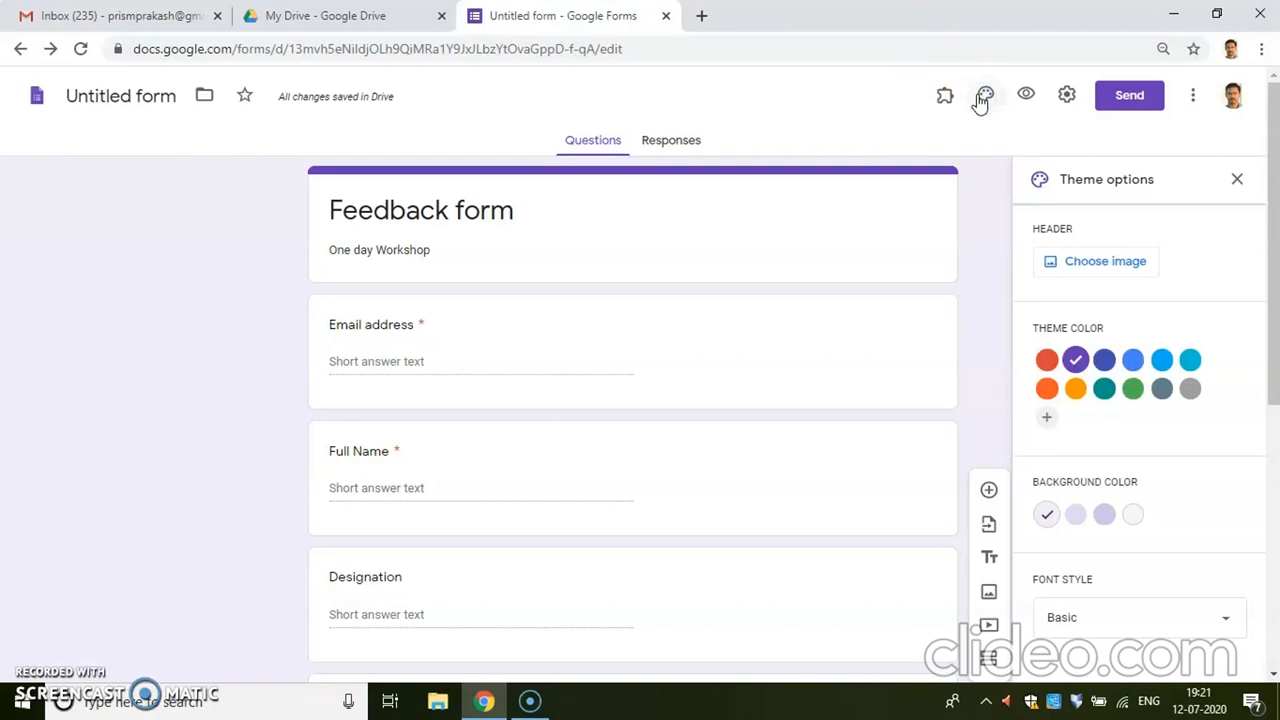 Inbox (235) - prismprakash@gm
My Drive - Google Drive
Untitled form - Google Forms
docs.google.com/forms/d/13mvh5eNildjOLh9QiMRa1Y9JxJLbzYtOvaGppD-f-qA/edit
Untitled form
All changes saved in Drive
Send
Questions
Responses
Theme options
Feedback form
One day Workshop
HEADER
Choose image
Email address *
Short answer text
THEME COLOR
Full Name *
Short answer text
BACKGROUND COLOR
Designation
Short answer text
FONT STYLE
Basic
clideo.com
RECORDED WITH
SCREENCAST MATIC
Type here to search
ENG
19:21
12-07-2020
7